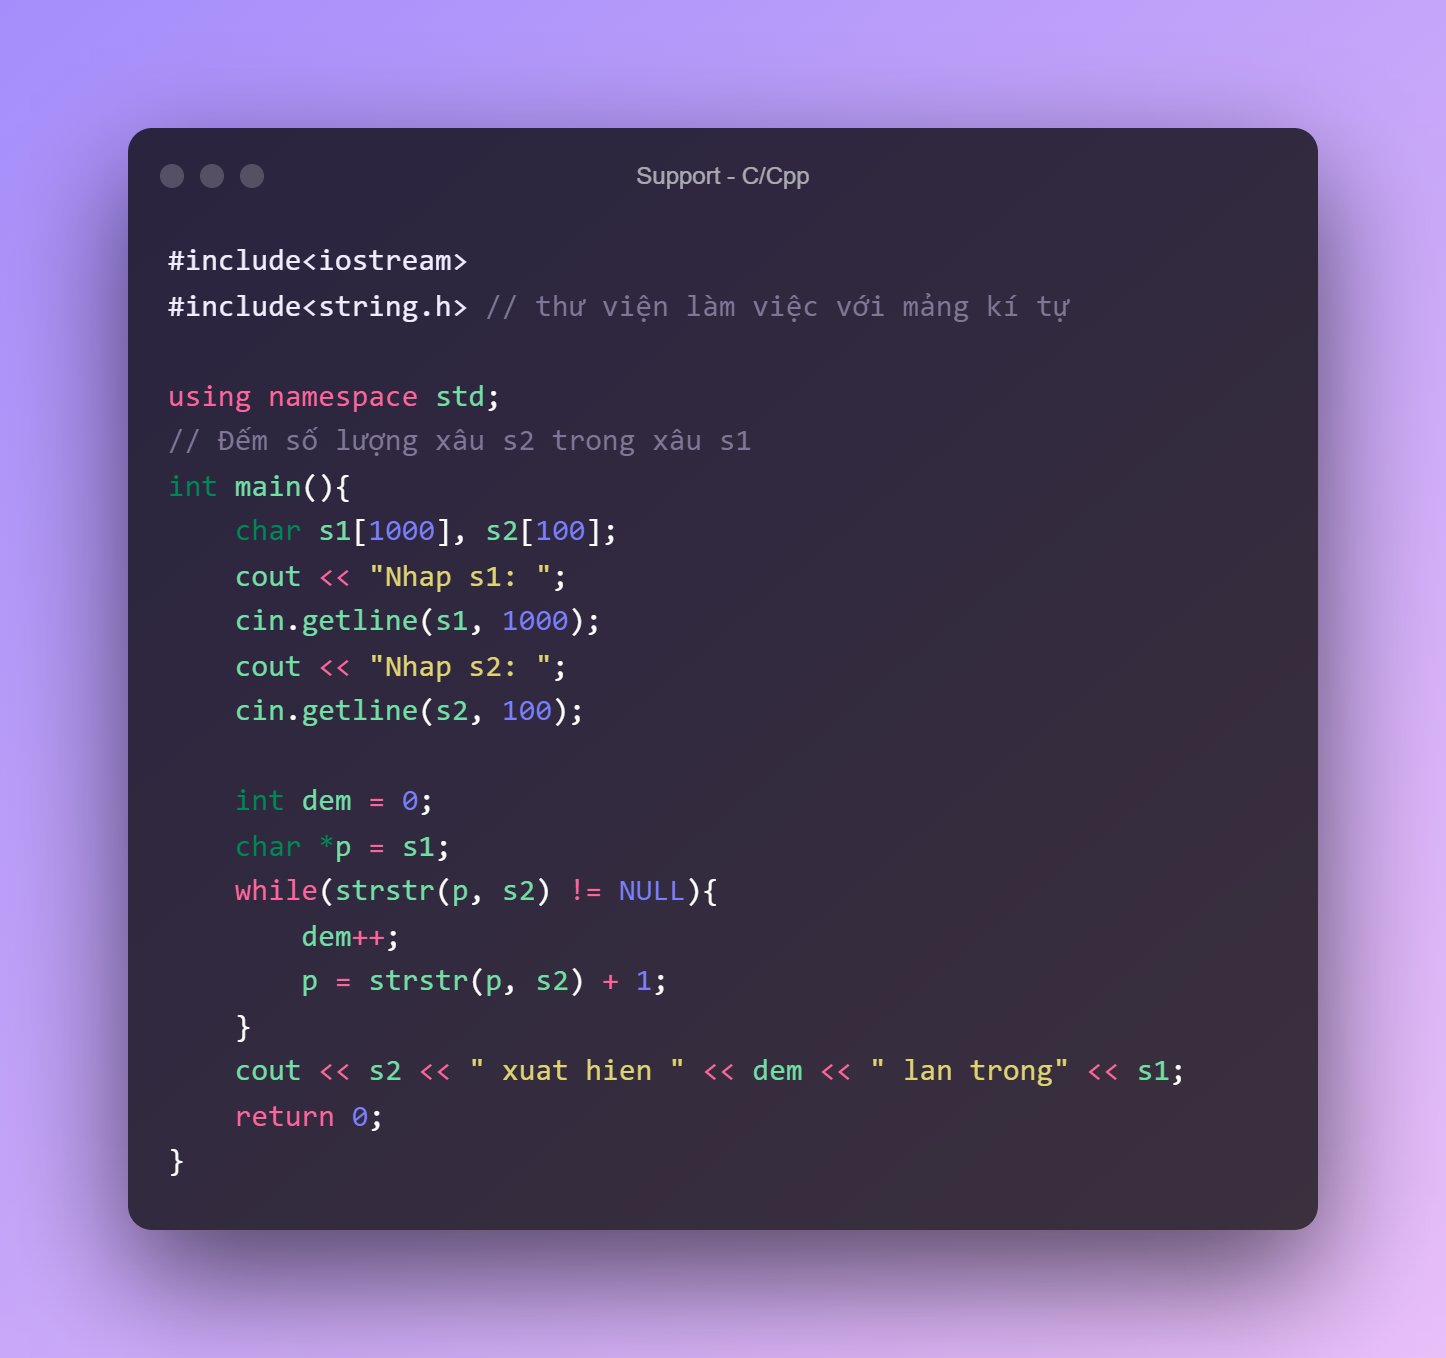 Support - C/Cpp
#include<iostream>
#include<string.h> // thư viện làm việc với mảng kí tự
using namespace std;
// Đếm số lượng xâu s2 trong xâu s1
int main(){
    char s1[1000], s2[100];
    cout << "Nhap s1: ";
    cin.getline(s1, 1000);
    cout << "Nhap s2: ";
    cin.getline(s2, 100);
    int dem = 0;
    char *p = s1;
    while(strstr(p, s2) != NULL){
        dem++;
        p = strstr(p, s2) + 1;
    }
    cout << s2 << " xuat hien " << dem << " lan trong" << s1;
    return 0;
}